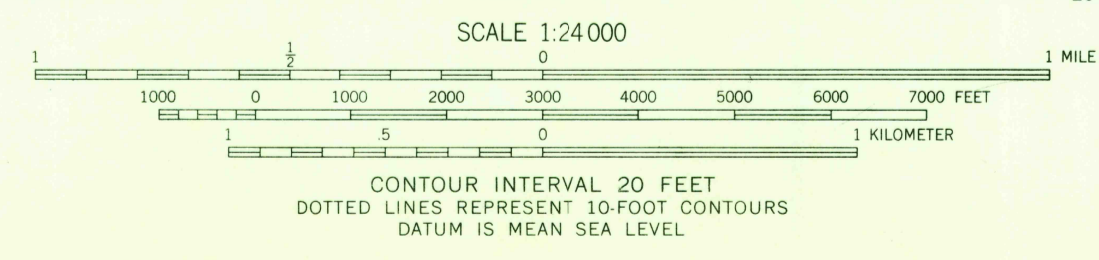 SCALE 1:24 000
1 1/2 0 1 MILE
1000 0 1000 2000 3000 4000 5000 6000 7000 FEET
1 .5 0 1 KILOMETER
CONTOUR INTERVAL 20 FEET
DOTTED LINES REPRESENT 10-FOOT CONTOURS
DATUM IS MEAN SEA LEVEL